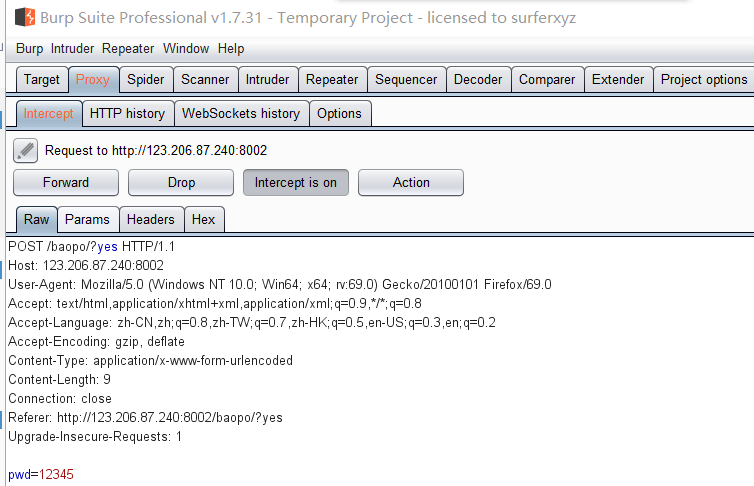 Burp Suite Professional v1.7.31 - Temporary Project - licensed to surferxyz
Burp Intruder Repeater Window Help
Target Proxy Spider Scanner Intruder Repeater Sequencer Decoder Comparer Extender Project options
Intercept HTTP history WebSockets history Options
Request to http://123.206.87.240:8002
Forward Drop Intercept is on Action
Raw Params Headers Hex
POST /baopo/?yes HTTP/1.1
Host: 123.206.87.240:8002
User-Agent: Mozilla/5.0 (Windows NT 10.0; Win64; x64; rv:69.0) Gecko/20100101 Firefox/69.0
Accept: text/html,application/xhtml+xml,application/xml;q=0.9,*/*;q=0.8
Accept-Language: zh-CN,zh;q=0.8,zh-TW;q=0.7,zh-HK;q=0.5,en-US;q=0.3,en;q=0.2
Accept-Encoding: gzip, deflate
Content-Type: application/x-www-form-urlencoded
Content-Length: 9
Connection: close
Referer: http://123.206.87.240:8002/baopo/?yes
Upgrade-Insecure-Requests: 1
pwd=12345